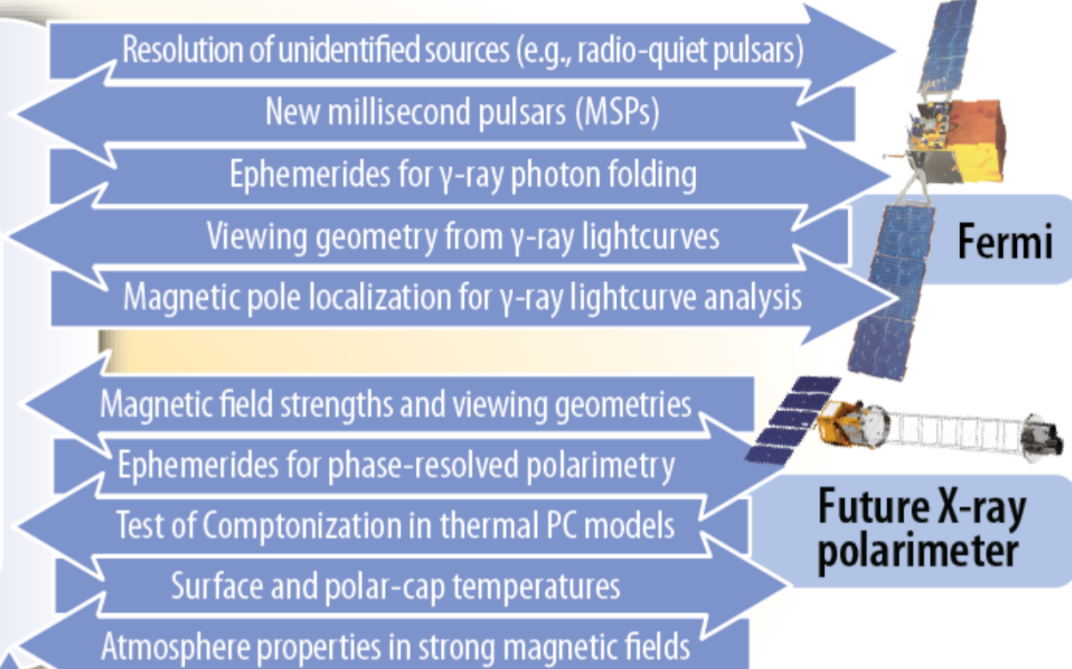 Resolution of unidentified sources (e.g., radio-quiet pulsars)
New millisecond pulsars (MSPs)
Ephemerides for γ-ray photon folding
Viewing geometry from γ-ray lightcurves
Fermi
Magnetic pole localization for γ-ray lightcurve analysis
Magnetic field strengths and viewing geometries
Ephemerides for phase-resolved polarimetry
Test of Comptonization in thermal PC models
Future X-ray
polarimeter
Surface and polar-cap temperatures
Atmosphere properties in strong magnetic fields